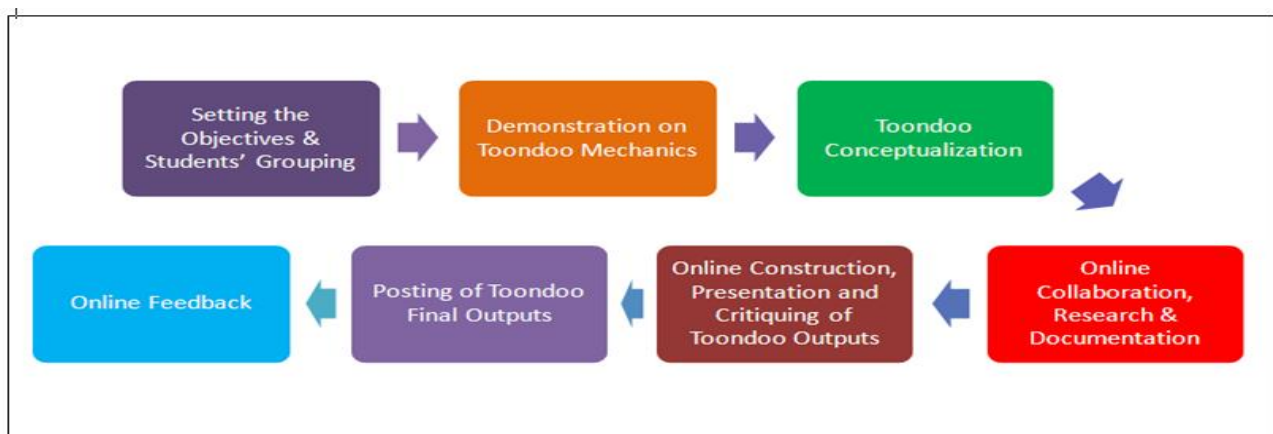 Setting the
Objectives &
Students' Grouping
Demonstration on
Toondoo Mechanics
Toondoo
Conceptualization
Online
Collaboration,
Research &
Documentation
Online Construction,
Presentation and
Critiquing of
Toondoo Outputs
Posting of Toondoo
Final Outputs
Online Feedback